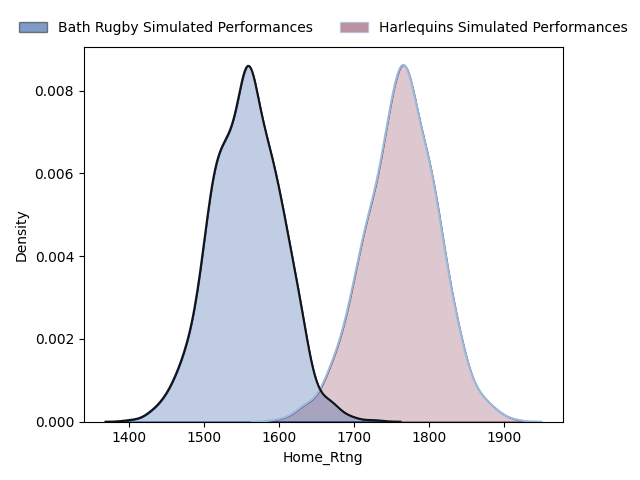 Bath Rugby Simulated Performances Harlequins Simulated Performances
0.008
0.006
0.004
0.002
0.000
Density
1400 1500 1600 1700 1800 1900
Home_Rtng